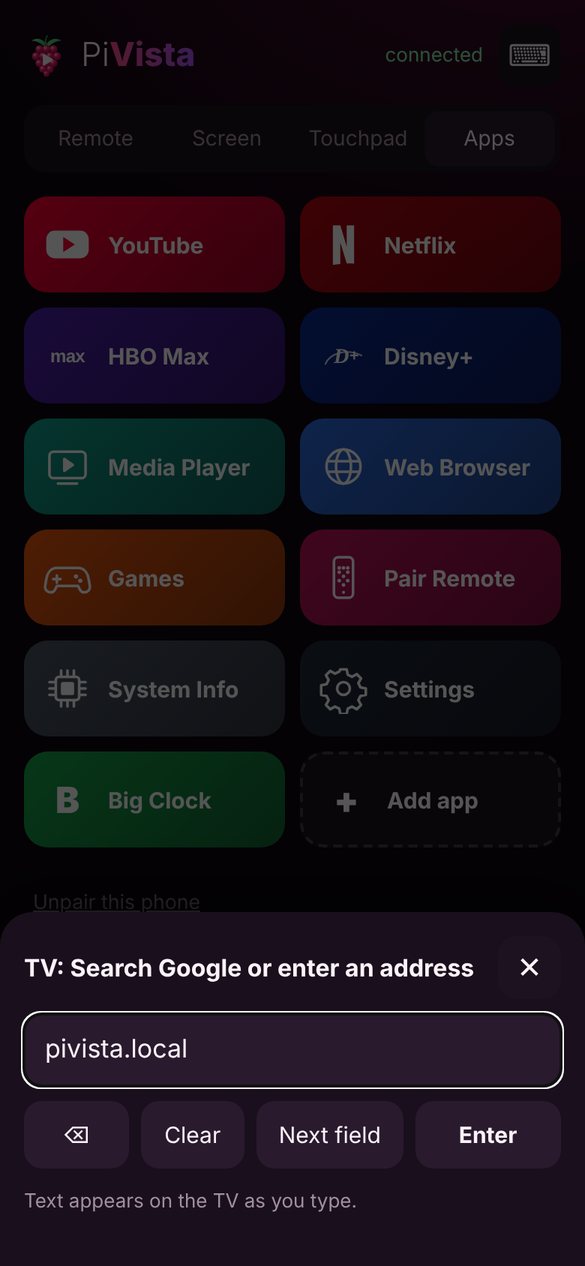 PiVista
connected
Remote Screen Touchpad Apps
YouTube
Netflix
max HBO Max
D+ Disney+
Media Player
Web Browser
Games
Pair Remote
System Info
Settings
B Big Clock
+ Add app
Unpair this phone
TV: Search Google or enter an address
pivista.local
Clear Next field Enter
Text appears on the TV as you type.